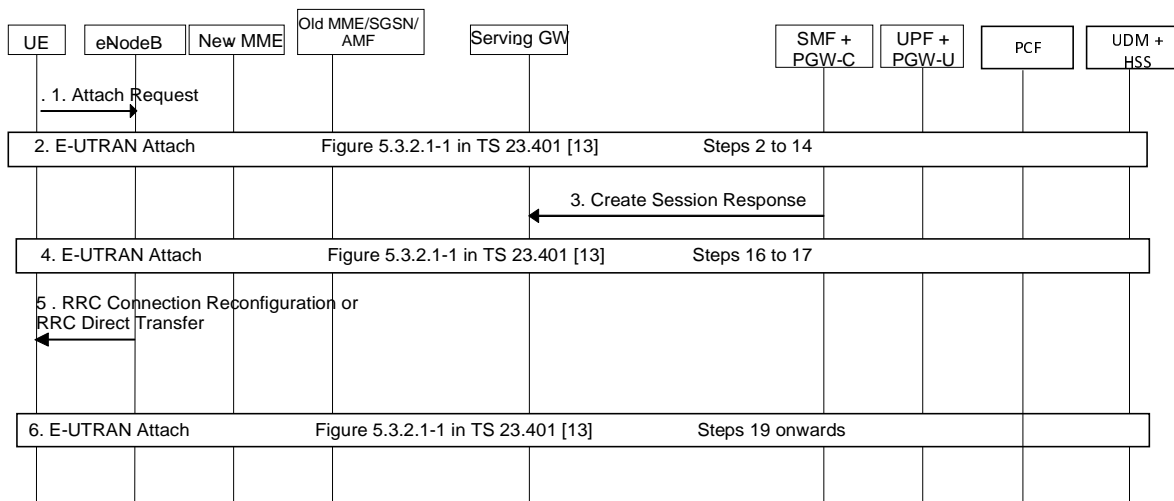 UE
eNodeB
New MME
Old MME/SGSN/
AMF
Serving GW
SMF +
PGW-C
UPF +
PGW-U
PCF
UDM +
HSS
. 1. Attach Request
2. E-UTRAN Attach Figure 5.3.2.1-1 in TS 23.401 [13] Steps 2 to 14
3. Create Session Response
4. E-UTRAN Attach Figure 5.3.2.1-1 in TS 23.401 [13] Steps 16 to 17
5 . RRC Connection Reconfiguration or
RRC Direct Transfer
6. E-UTRAN Attach Figure 5.3.2.1-1 in TS 23.401 [13] Steps 19 onwards